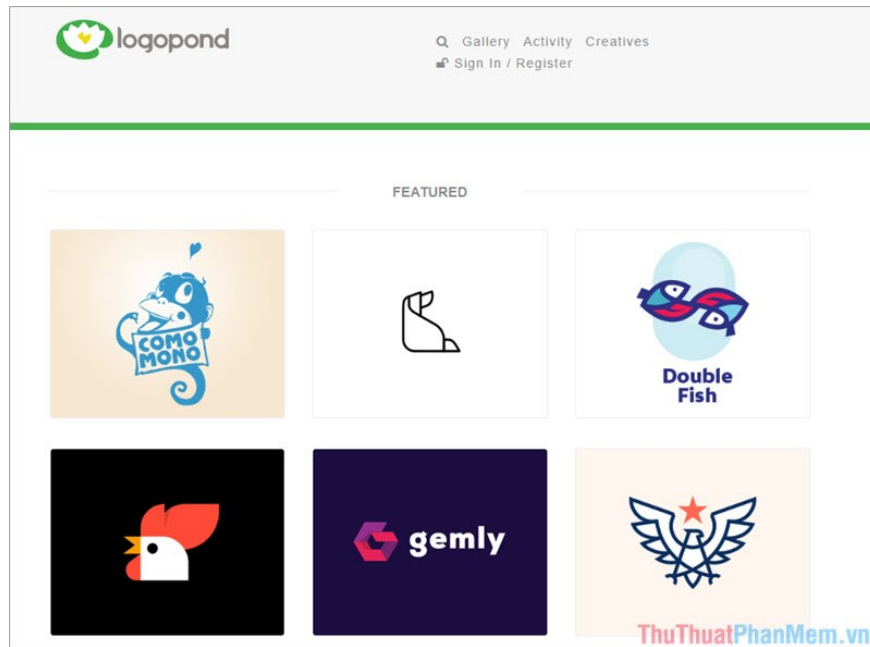 logopond
Gallery Activity Creatives
Sign In / Register
FEATURED
COMO
MONO
Double
Fish
gemly
ThuThuatPhanMem.vn